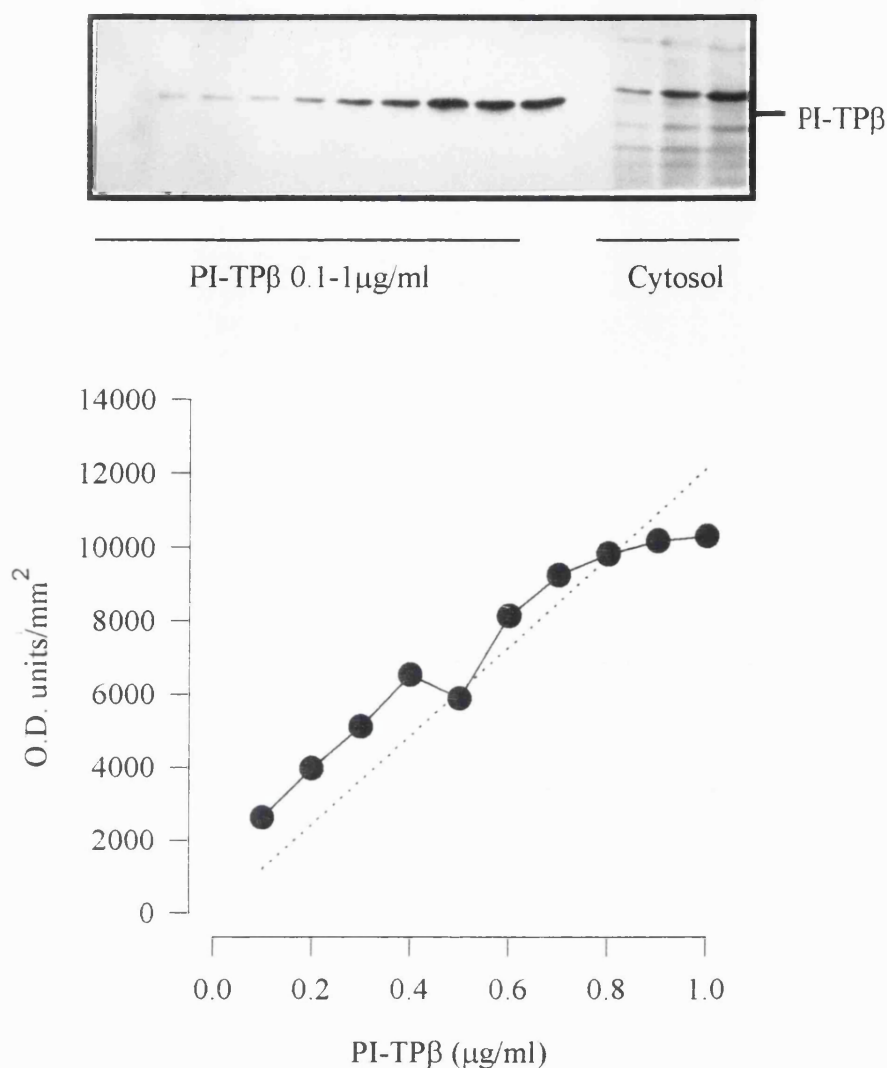 PI-TPβ
PI-TPβ 0.1-1µg/ml
Cytosol
14000
12000
10000
8000
6000
4000
2000
0
O.D. units/mm²
0.0 0.2 0.4 0.6 0.8 1.0
PI-TPβ (µg/ml)